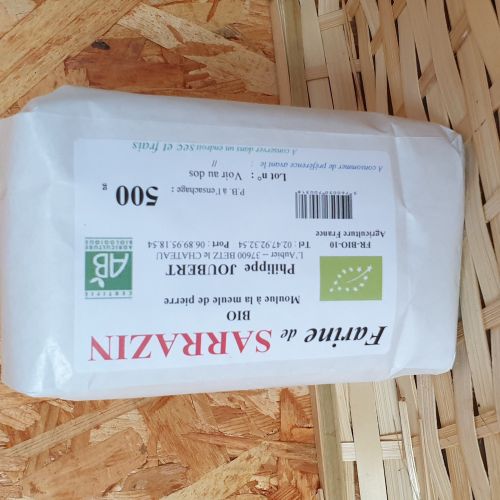 Farine de SARRAZIN
BIO
Moulue à la meule de pierre
Philippe JOUBERT
L'Aubier – 37600 BETZ le CHATEAU
Tél : 02.47.92.32.54 Port : 06.89.95.18.54
FR-BIO-10
Agriculture France
CERTIFIÉ
AB
AGRICULTURE
BIOLOGIQUE
P.B. à l'ensachage : 500 gr
Lot n° : Voir au dos
A consommer de préférence avant le : //
A conserver dans un endroit sec et frais